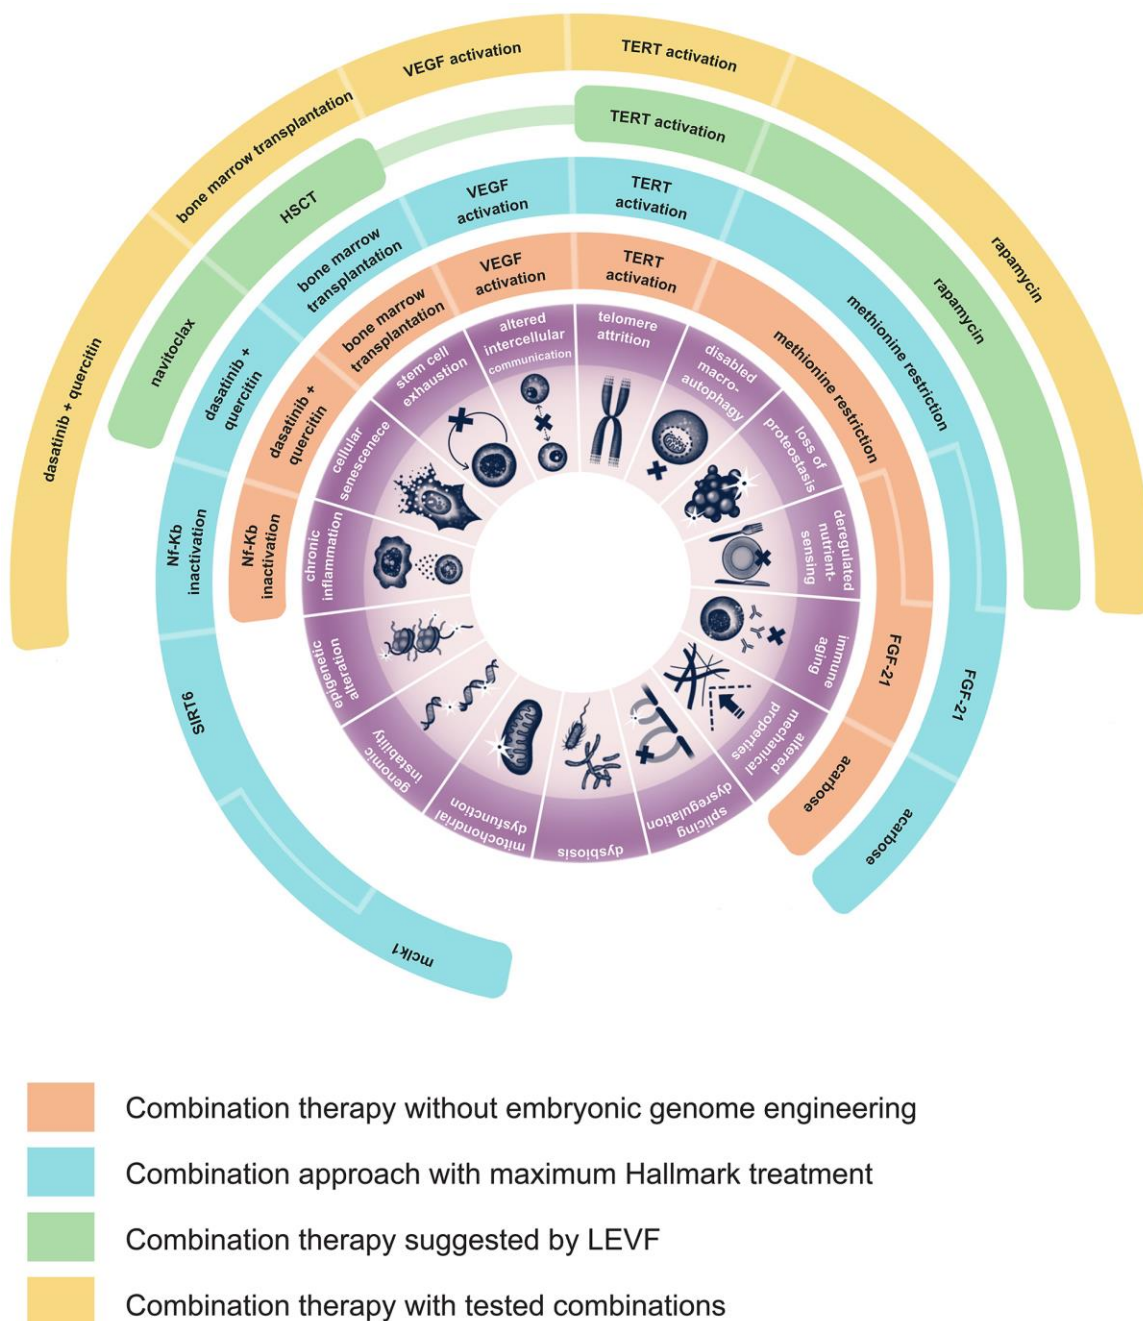 VEGF activation
TERT activation
bone marrow transplantation
dasatinib + quercitin
rapamycin
TERT activation
HSCT
navitoclax
rapamycin
VEGF
activation
TERT
activation
bone marrow
transplantation
dasatinib +
quercitin
Nf-Kb
inactivation
SIRT6
mclk1
methionine restriction
FGF-21
acarbose
VEGF
activation
TERT
activation
bone marrow
transplantation
dasatinib +
quercitin
Nf-Kb
inactivation
methionine restriction
FGF-21
acarbose
altered
intercellular
communication
telomere
attrition
disabled
macro-
autophagy
loss of
proteostasis
deregulated
nutrient-
sensing
immune
aging
altered
mechanical
properties
splicing
dysregulation
dysbiosis
mitochondrial
dysfunction
genomic
instability
epigenetic
alteration
chronic
inflammation
cellular
senescenece
stem cell
exhaustion
Combination therapy without embryonic genome engineering
Combination approach with maximum Hallmark treatment
Combination therapy suggested by LEVF
Combination therapy with tested combinations